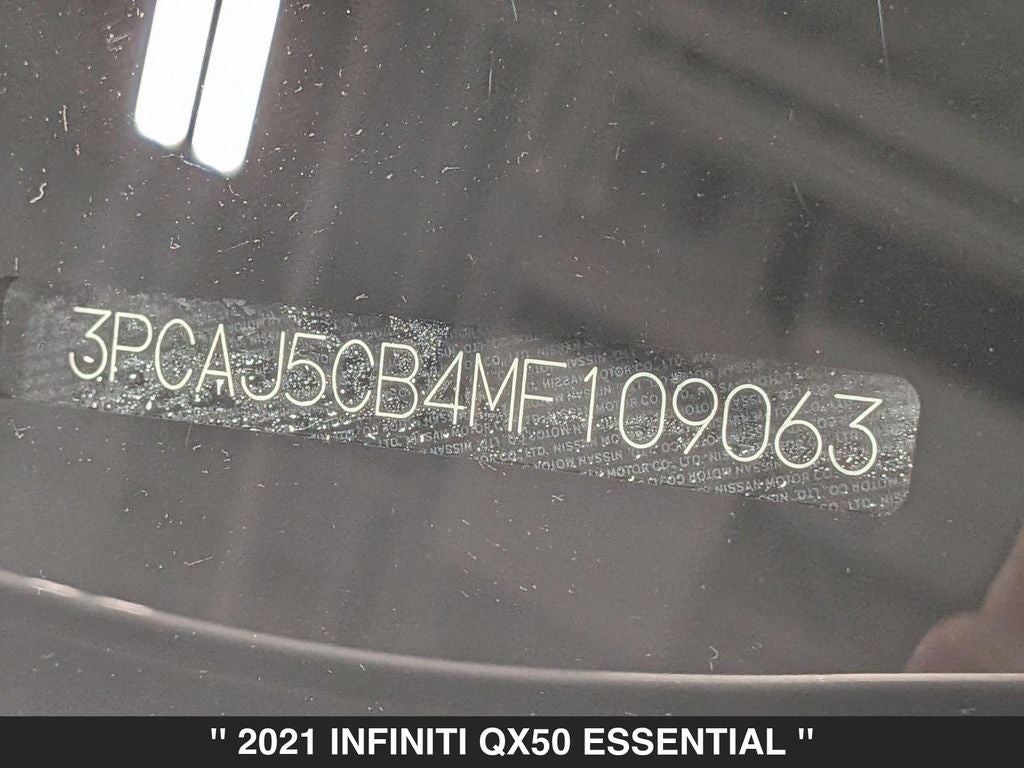 3PCAJ5CB4MF109063
" 2021 INFINITI QX50 ESSENTIAL "